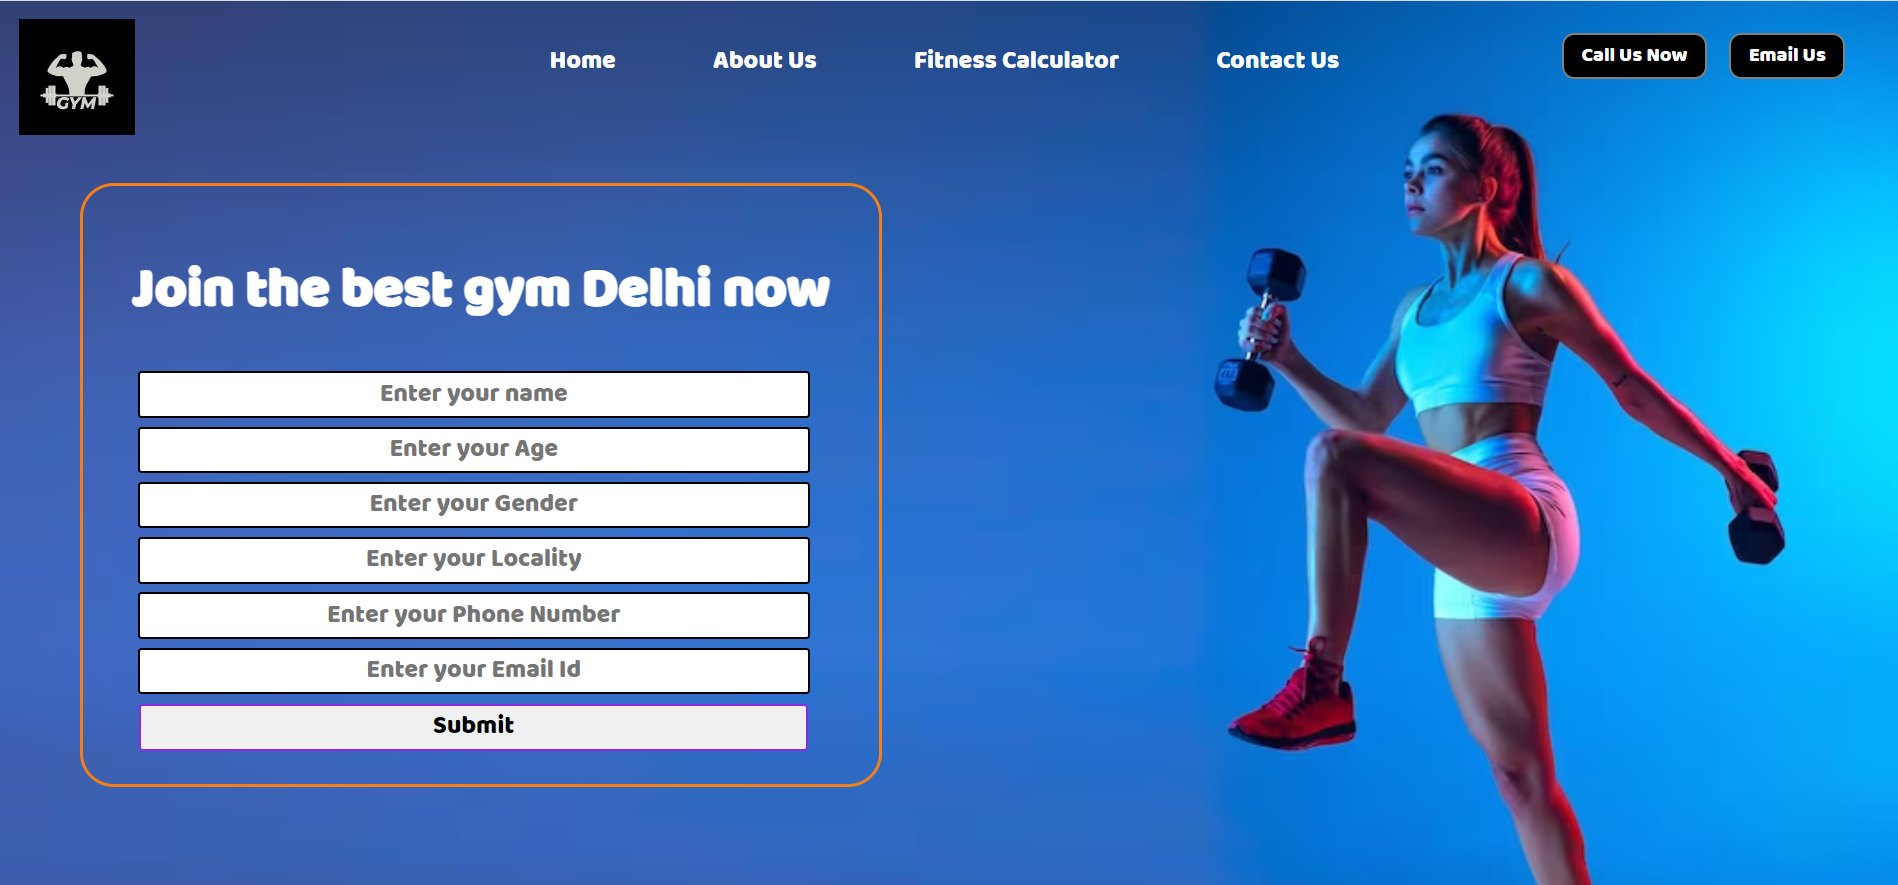 GYM
Home About Us Fitness Calculator Contact Us Call Us Now Email Us
Join the best gym Delhi now
Enter your name
Enter your Age
Enter your Gender
Enter your Locality
Enter your Phone Number
Enter your Email Id
Submit